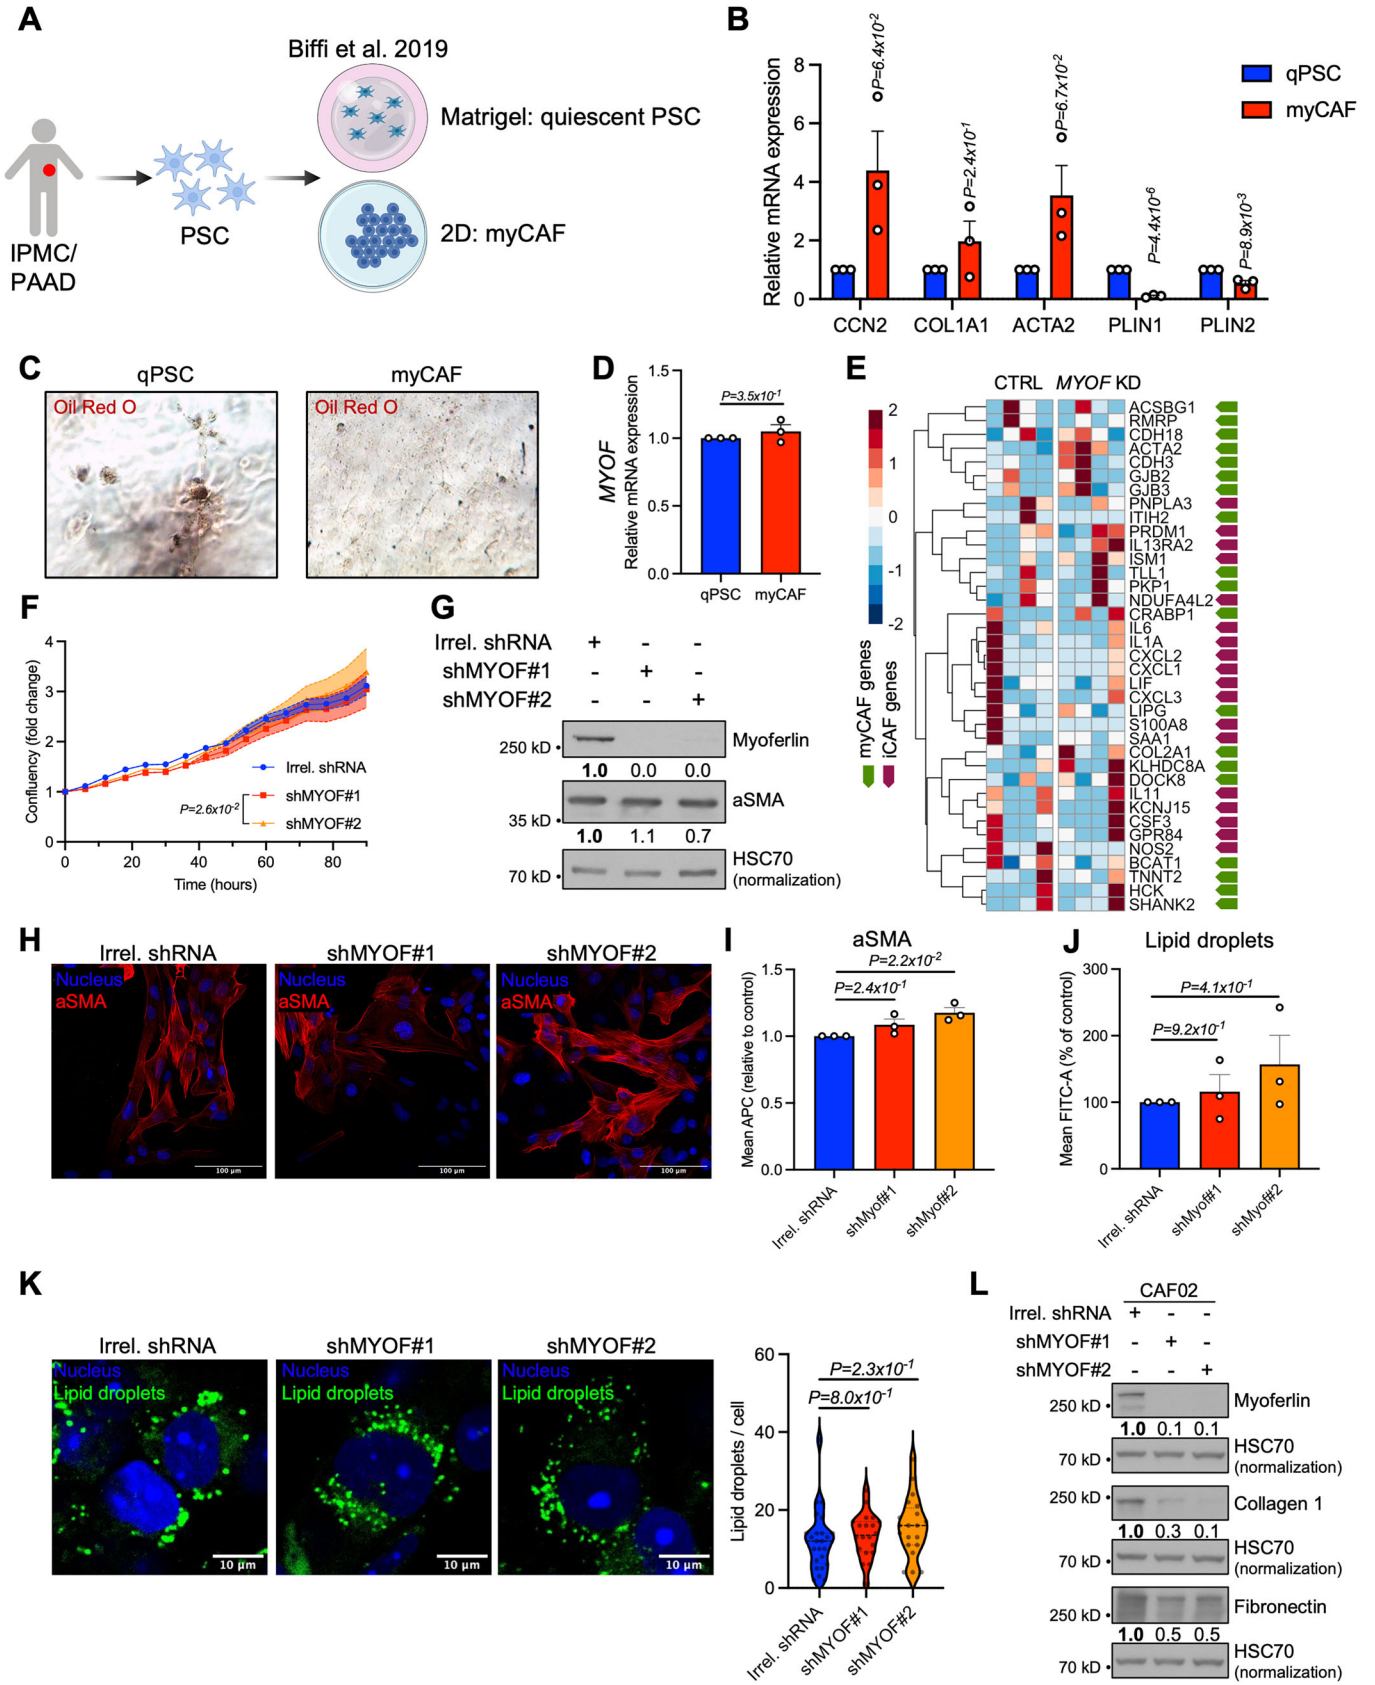 A
Biffi et al. 2019
Matrigel: quiescent PSC
2D: myCAF
PSC
IPMC/
PAAD
B
Relative mRNA expression
8
6
4
2
0
P=6.4x10-2
P=2.4x10-1
P=6.7x10-2
P=4.4x10-6
P=8.9x10-3
qPSC
myCAF
CCN2 COL1A1 ACTA2 PLIN1 PLIN2
C
qPSC myCAF
Oil Red O Oil Red O
D
MYOF
Relative mRNA expression
1.5
1.0
0.5
0.0
P=3.5x10-1
qPSC myCAF
E
CTRL MYOF KD
2
1
0
-1
-2
myCAF genes
iCAF genes
ACSBG1
RMRP
CDH18
ACTA2
CDH3
GJB2
GJB3
PNPLA3
ITIH2
PRDM1
IL13RA2
ISM1
TLL1
PKP1
NDUFA4L2
CRABP1
IL6
IL1A
CXCL2
CXCL1
LIF
CXCL3
LIPG
S100A8
SAA1
COL2A1
KLHDC8A
DOCK8
IL11
KCNJ15
CSF3
GPR84
NOS2
BCAT1
TNNT2
HCK
SHANK2
F
Confluency (fold change)
4
3
2
1
0
0 20 40 60 80
Time (hours)
Irrel. shRNA
shMYOF#1
shMYOF#2
P=2.6x10-2
G
Irrel. shRNA + - -
shMYOF#1 - + -
shMYOF#2 - - +
250 kD Myoferlin
1.0 0.0 0.0
aSMA
35 kD
1.0 1.1 0.7
HSC70
70 kD (normalization)
H
Irrel. shRNA shMYOF#1 shMYOF#2
Nucleus Nucleus Nucleus
aSMA aSMA aSMA
100 µm 100 µm 100 µm
I
aSMA
Mean APC (relative to control)
1.5
1.0
0.5
0.0
P=2.2x10-2
P=2.4x10-1
Irrel. shRNA shMyof#1 shMyof#2
J
Lipid droplets
Mean FITC-A (% of control)
300
200
100
0
P=4.1x10-1
P=9.2x10-1
Irrel. shRNA shMyof#1 shMyof#2
K
Irrel. shRNA shMYOF#1 shMYOF#2
Nucleus Nucleus Nucleus
Lipid droplets Lipid droplets Lipid droplets
10 µm 10 µm 10 µm
Lipid droplets / cell
60
40
20
0
P=2.3x10-1
P=8.0x10-1
Irrel. shRNA shMYOF#1 shMYOF#2
L
CAF02
Irrel. shRNA + - -
shMYOF#1 - + -
shMYOF#2 - - +
250 kD Myoferlin
1.0 0.1 0.1
HSC70
70 kD (normalization)
250 kD Collagen 1
1.0 0.3 0.1
HSC70
70 kD (normalization)
Fibronectin
250 kD
1.0 0.5 0.5
HSC70
70 kD (normalization)